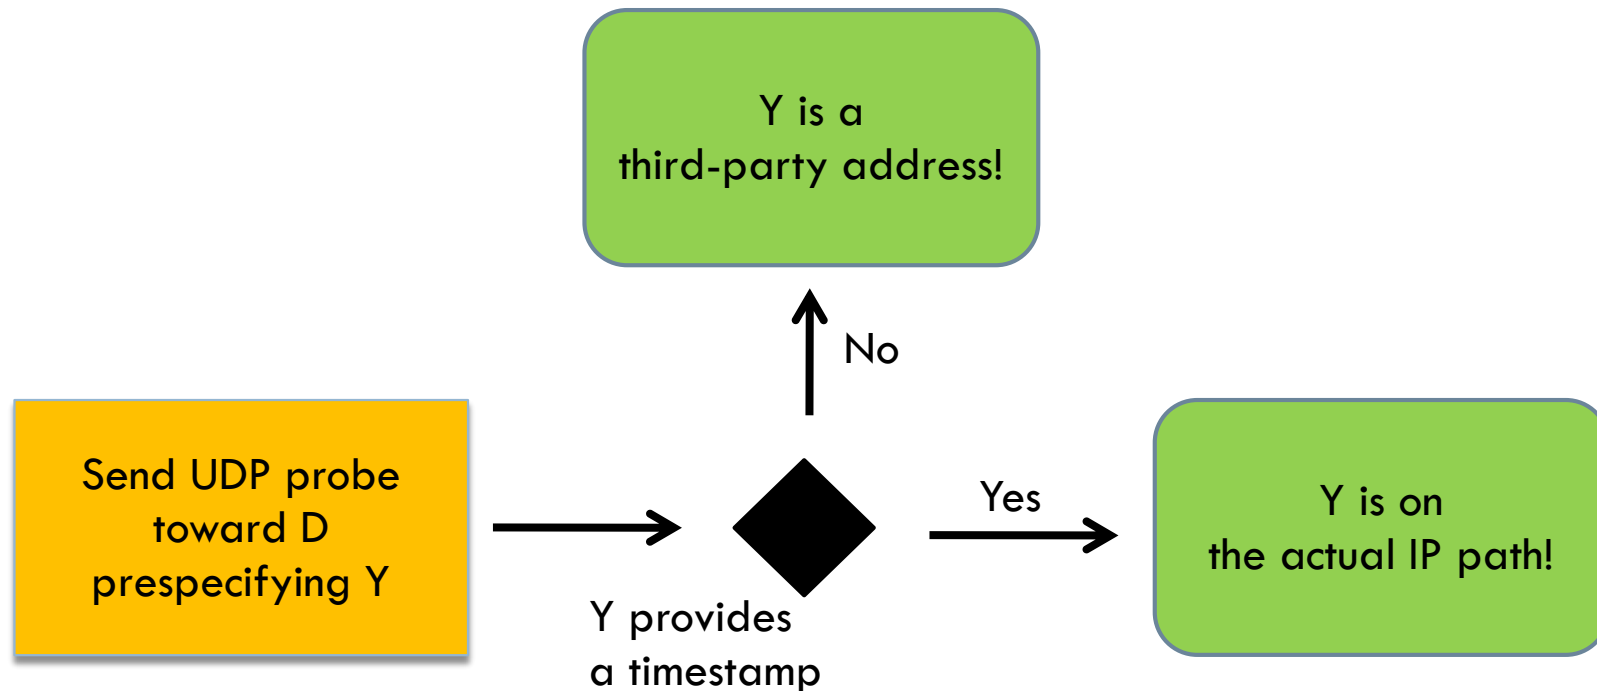 Y is a
third-party address!
No
Send UDP probe
toward D
prespecifying Y
Yes
Y is on
the actual IP path!
Y provides
a timestamp